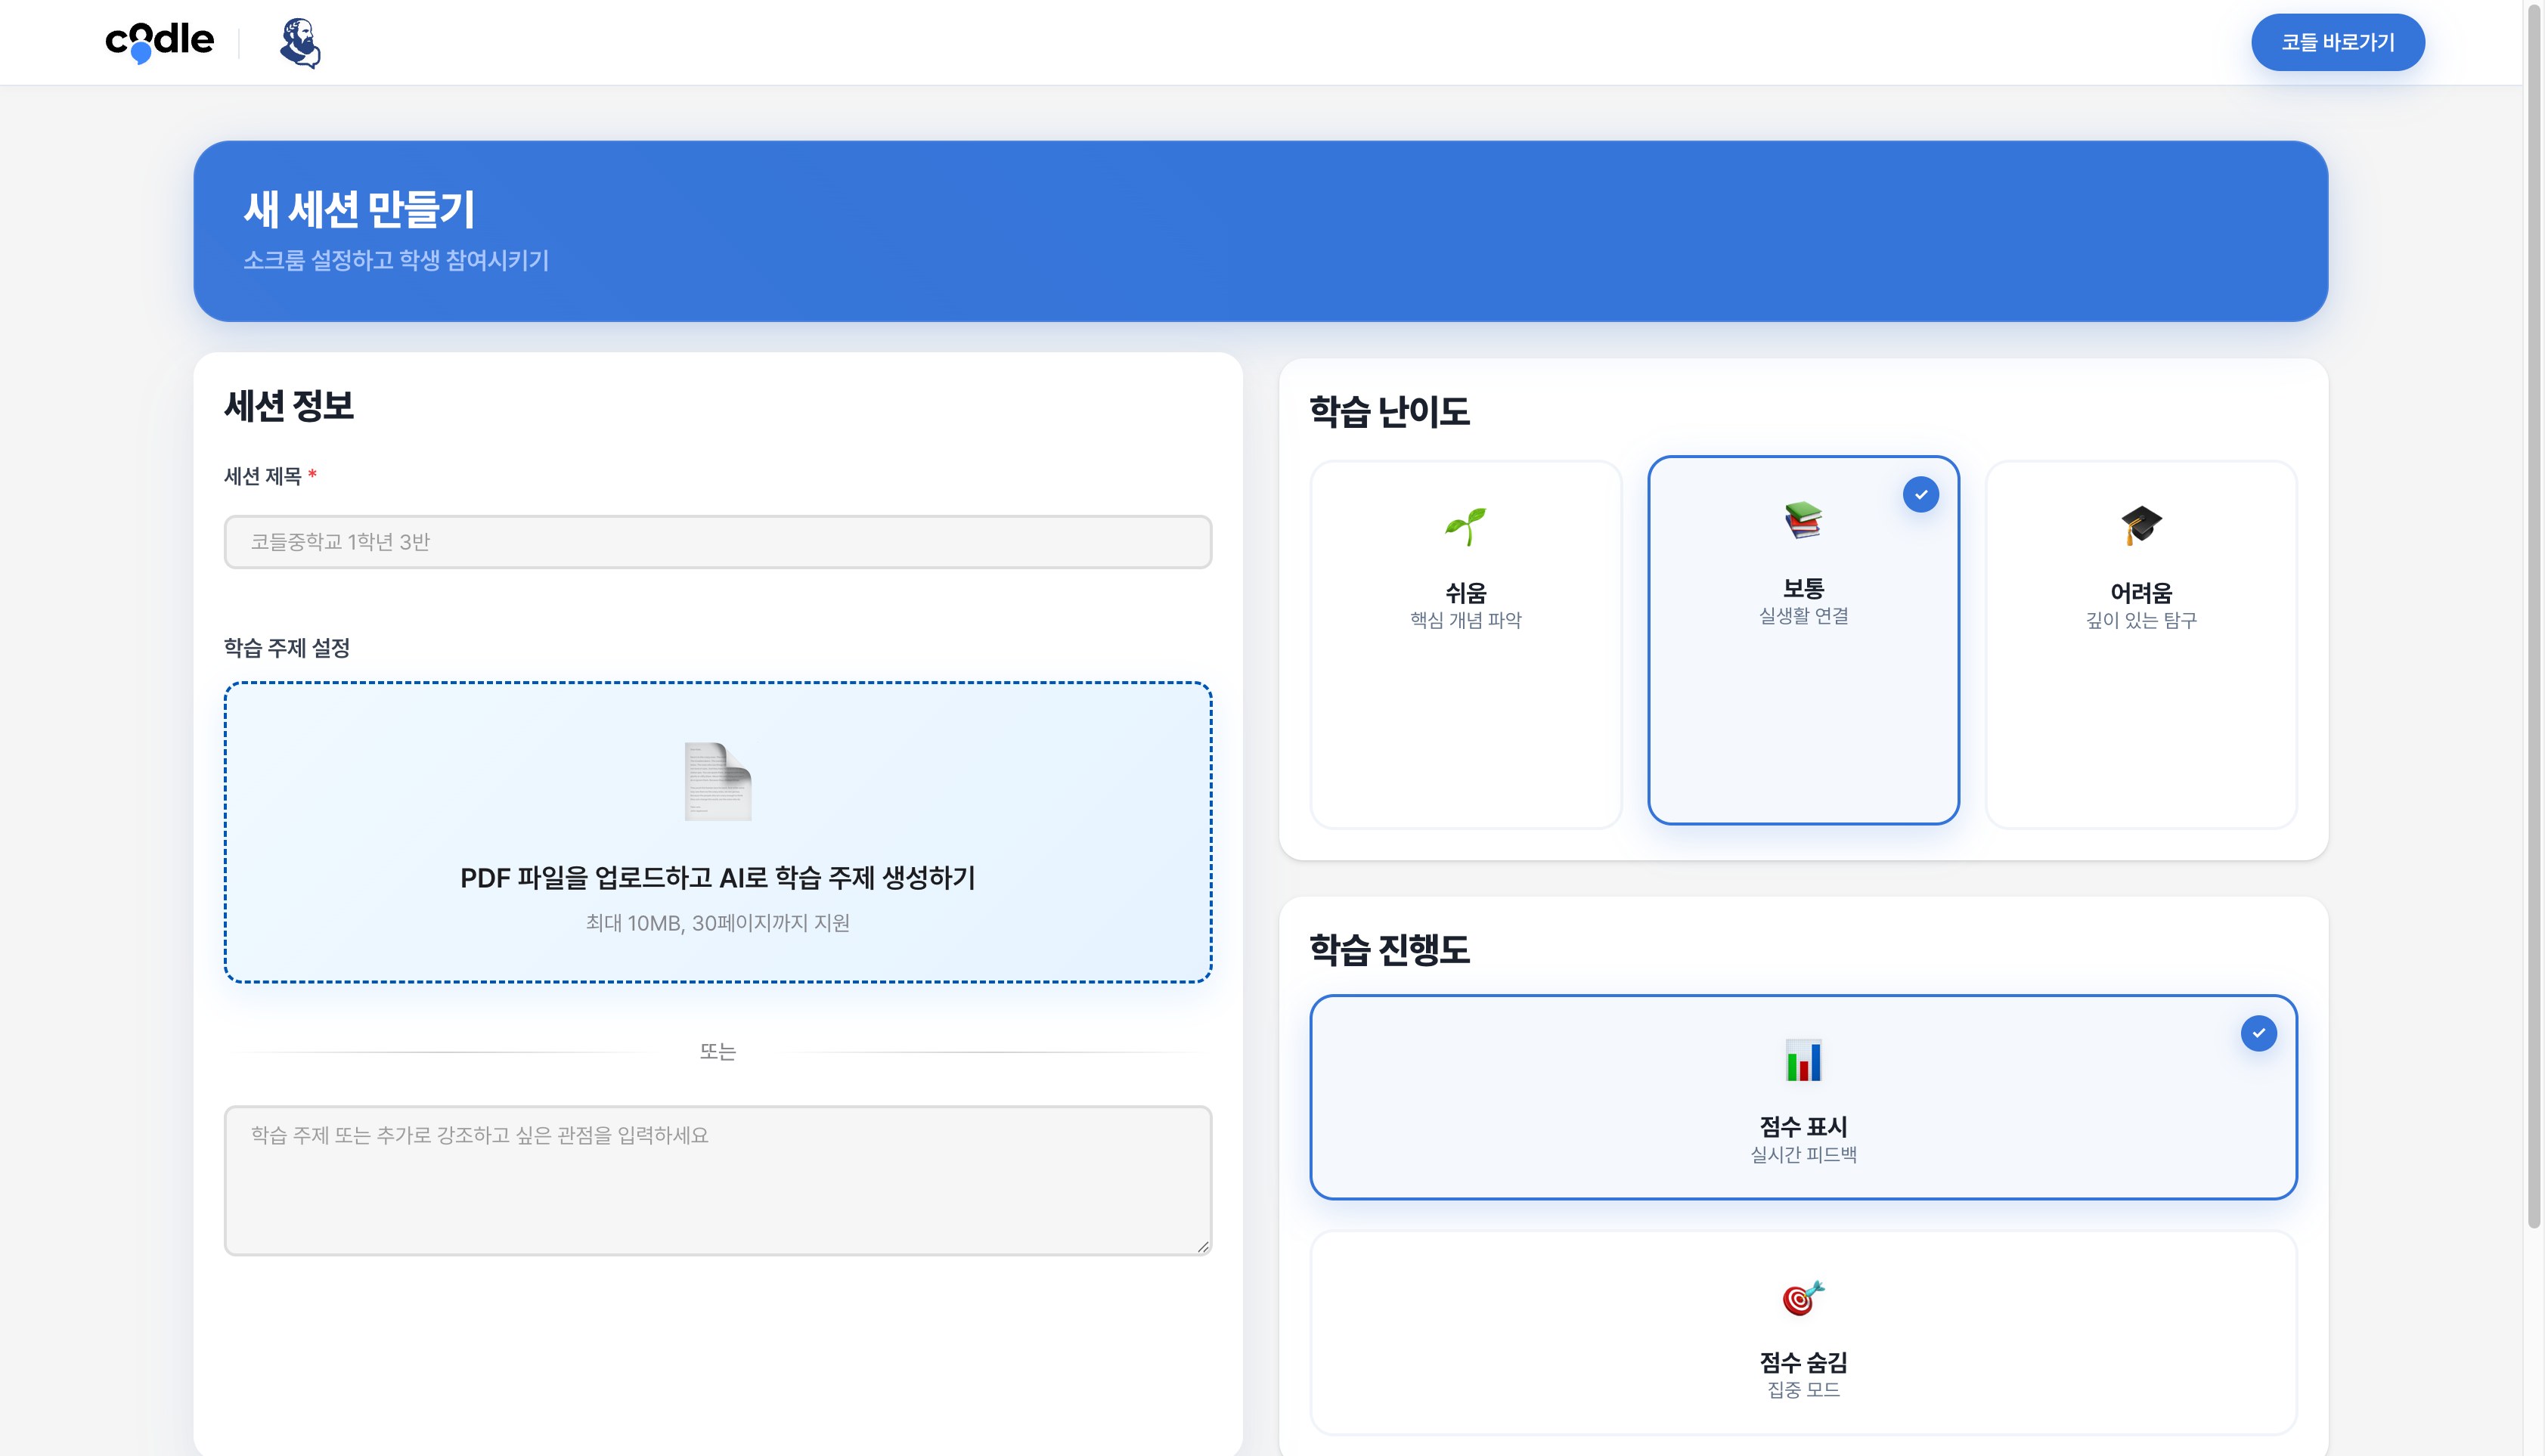 codle
코들 바로가기
새 세션 만들기
소크룸 설정하고 학생 참여시키기
세션 정보
세션 제목 *
코들중학교 1학년 3반
학습 주제 설정
PDF 파일을 업로드하고 AI로 학습 주제 생성하기
최대 10MB, 30페이지까지 지원
또는
학습 주제 또는 추가로 강조하고 싶은 관점을 입력하세요
학습 난이도
쉬움
핵심 개념 파악
보통
실생활 연결
어려움
깊이 있는 탐구
학습 진행도
점수 표시
실시간 피드백
점수 숨김
집중 모드